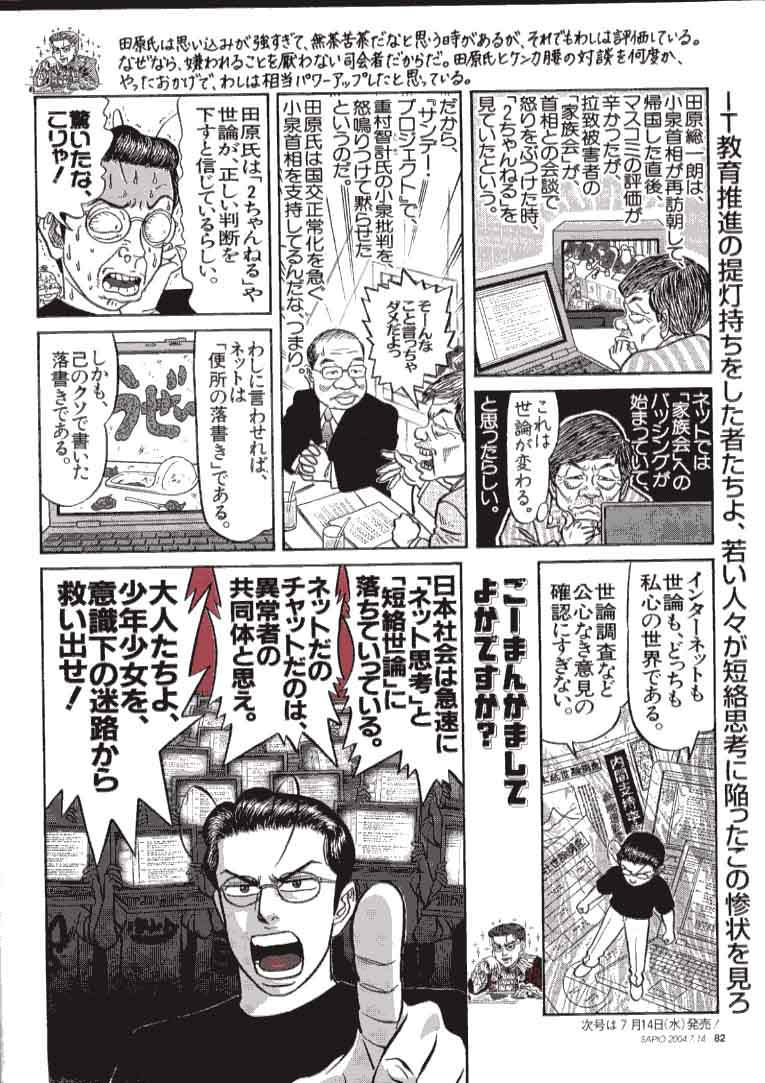 IT教育推進の提灯持ちをした者たちよ、若い人々が短絡思考に陥ったこの惨状を見ろ
田原氏は思い込みが強すぎて、無茶苦茶だなと思う時があるが、それでもわしは評価している。
なぜなら、嫌われることを厭わない司会者だからだ。田原氏とケンカ腰の対談を何度か、
やったおかげで、わしは相当パワーアップしたと思っている。
田原総一朗は、
小泉首相が再訪朝して、
帰国した直後、
マスコミの評価が
辛かったが、
拉致被害者の
「家族会」が、
首相との会談で
怒りをぶつけた時、
「2ちゃんねる」を
見ていたという。
ネットでは
「家族会」への
バッシングが
始まっていて、
これは
世論が変わる。
と思ったらしい。
だから、
『サンデー・
プロジェクト』で、
重村智計氏の小泉批判を、
怒鳴りつけて黙らせた
というのだ。
そーんな
こと言っちゃ
ダメだよっ
田原氏は国交正常化を急ぐ
小泉首相を支持してるんだな、つまり。
田原氏は「2ちゃんねる」や
世論が、正しい判断を
下すと信じているらしい。
驚いたな、
こりゃ!
わしに言わせれば、
ネットは
「便所の落書き」である。
しかも、
己のクソで書いた
落書きである。
インターネットも
世論も、どっちも
私心の世界である。
世論調査など
公心なき意見の
確認にすぎない。
内閣支持率
ごーまんかまして
よかですか?
日本社会は急速に
「ネット思考」と
「短絡世論」に
落ちていっている。
ネットだの
チャットだのは、
異常者の
共同体と思え。
大人たちよ、
少年少女を、
意識下の迷路から
救い出せ!
次号は7月14日(水)発売!
SAPIO 2004.7.14 82